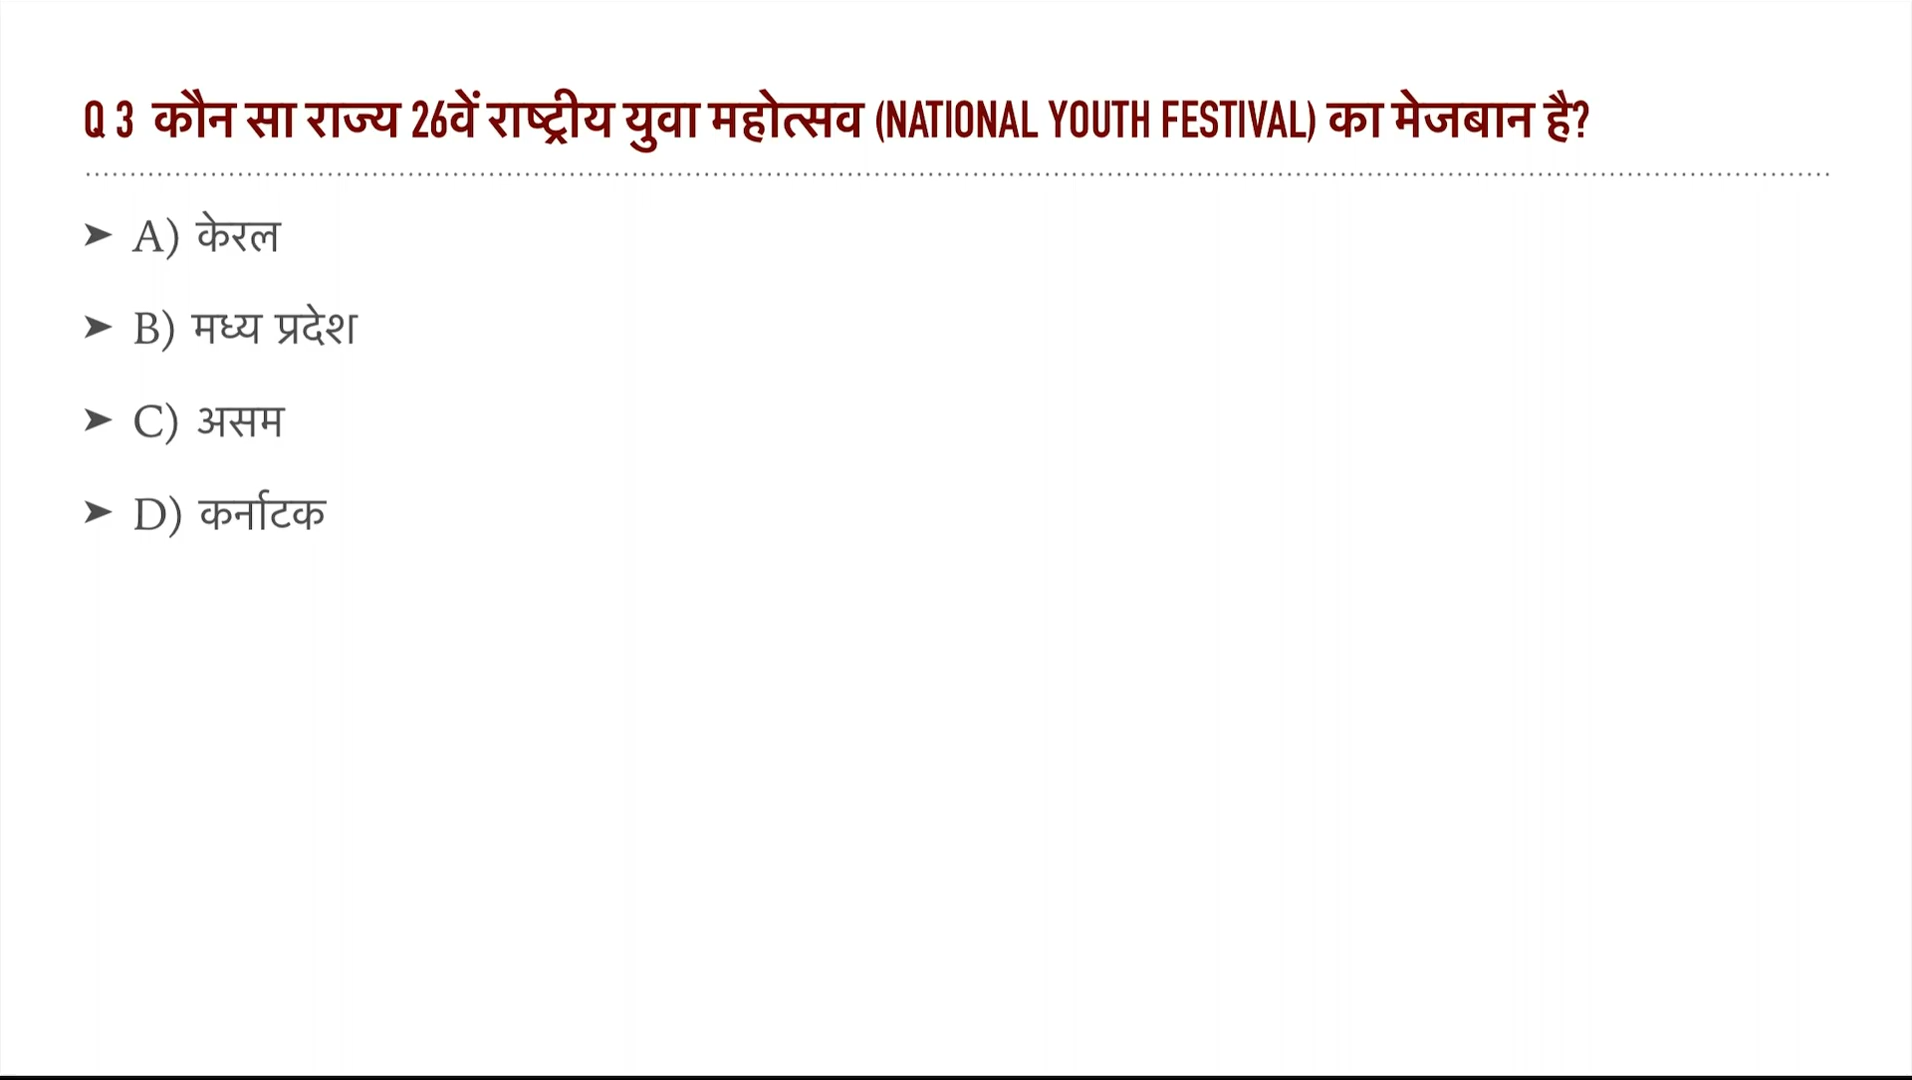 Q 3 कौन सा राज्य 26वें राष्ट्रीय युवा महोत्सव (NATIONAL YOUTH FESTIVAL) का मेजबान है?
➤ A) केरल
➤ B) मध्य प्रदेश
➤ C) असम
➤ D) कर्नाटक